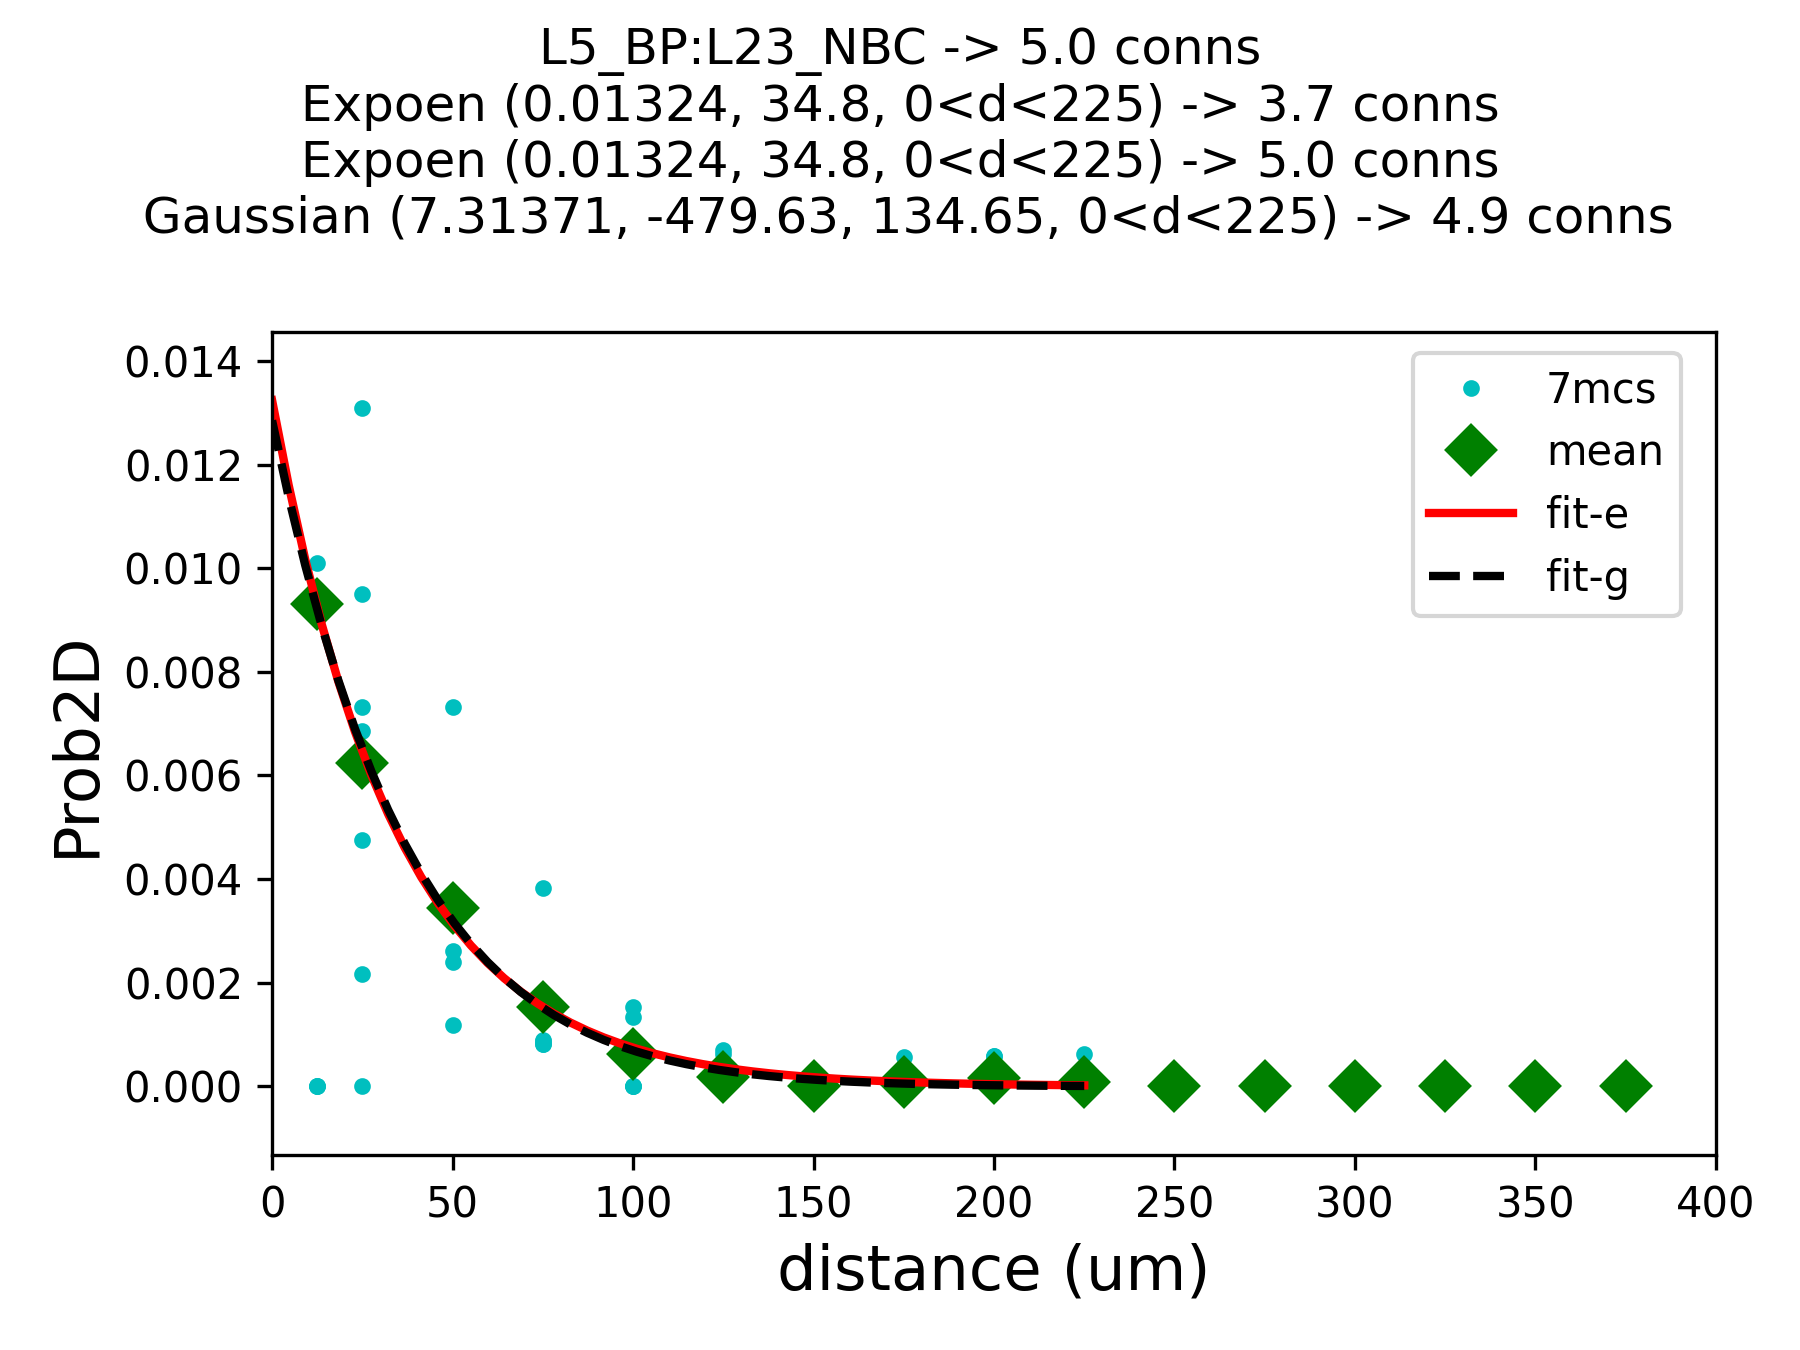 L5_BP:L23_NBC -> 5.0 conns
Expoen (0.01324, 34.8, 0<d<225) -> 3.7 conns
Expoen (0.01324, 34.8, 0<d<225) -> 5.0 conns
Gaussian (7.31371, -479.63, 134.65, 0<d<225) -> 4.9 conns
0.014
0.012
0.010
0.008
0.006
0.004
0.002
0.000
Prob2D
7mcs
mean
fit-e
fit-g
0 50 100 150 200 250 300 350 400
distance (um)